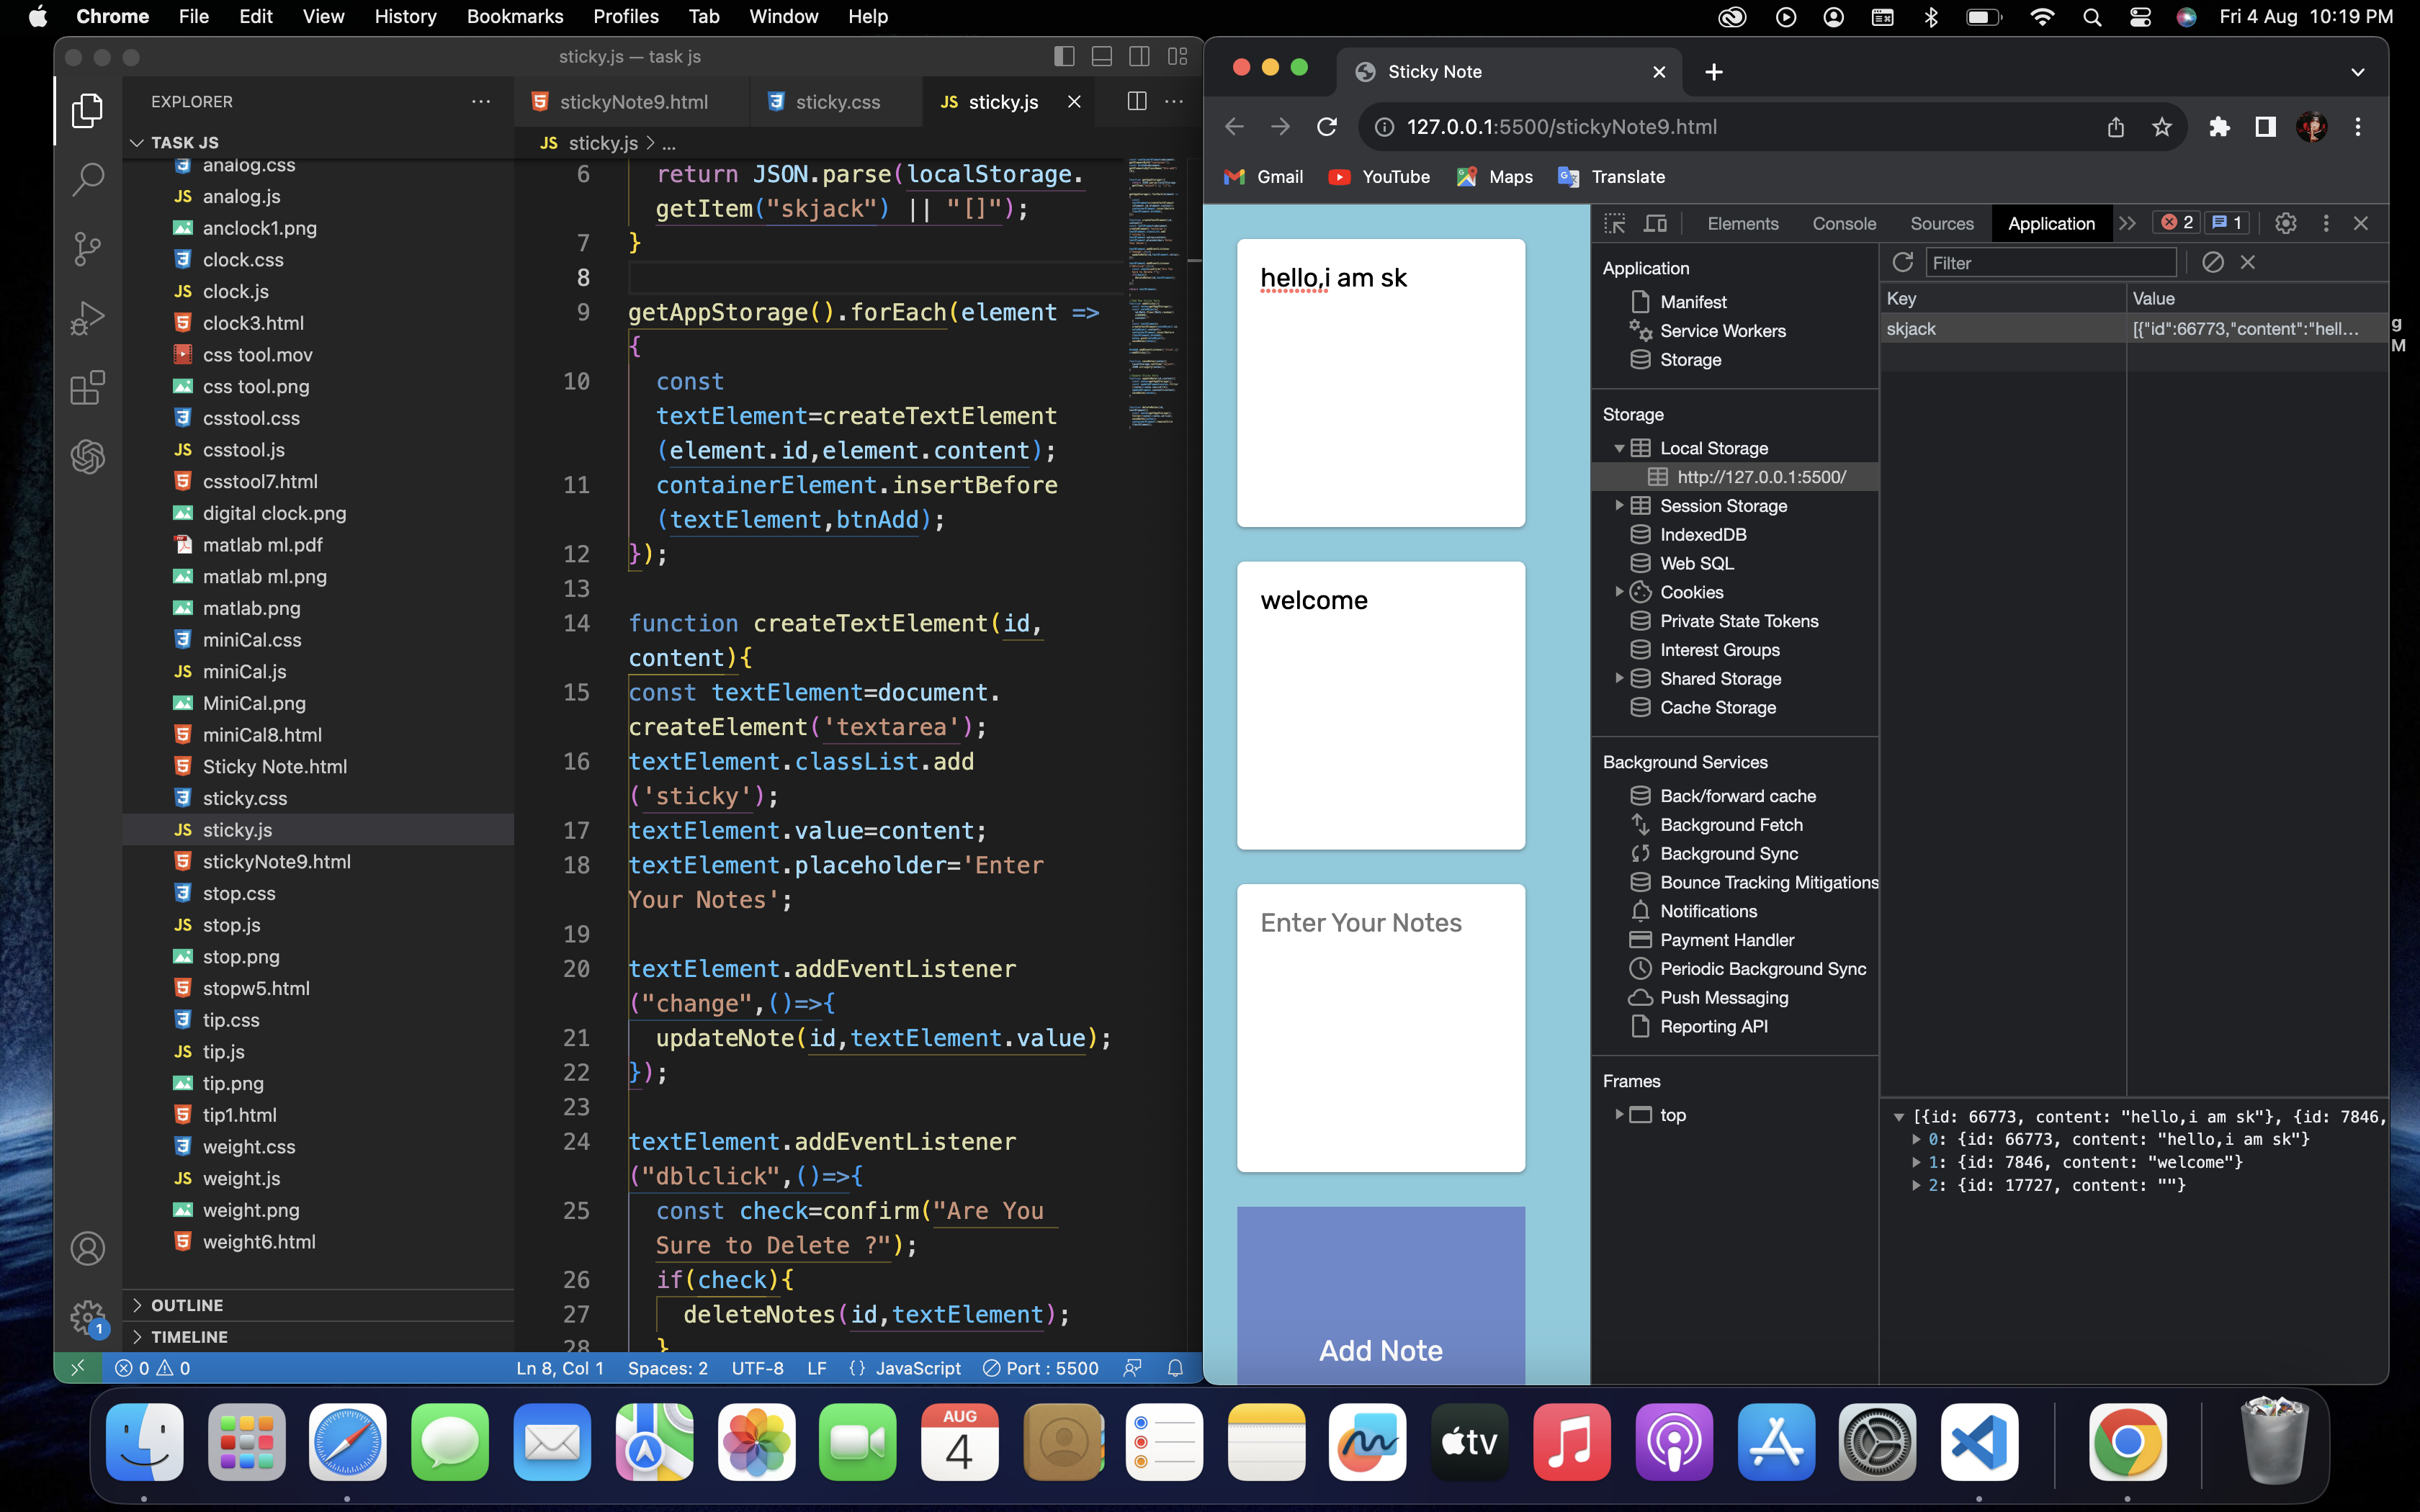 Chrome File Edit View History Bookmarks Profiles Tab Window Help
Fri 4 Aug 10:19 PM
sticky.js — task js
EXPLORER
TASK JS
analog.css
JS analog.js
anclock1.png
clock.css
JS clock.js
clock3.html
css tool.mov
css tool.png
csstool.css
JS csstool.js
csstool7.html
digital clock.png
matlab ml.pdf
matlab ml.png
matlab.png
miniCal.css
JS miniCal.js
MiniCal.png
miniCal8.html
Sticky Note.html
sticky.css
JS sticky.js
stickyNote9.html
stop.css
JS stop.js
stop.png
stopw5.html
tip.css
JS tip.js
tip.png
tip1.html
weight.css
JS weight.js
weight.png
weight6.html
OUTLINE
TIMELINE
1
stickyNote9.html
sticky.css
JS sticky.js
JS sticky.js > ...
6 return JSON.parse(localStorage.
getItem("skjack") || "[]");
7 }
8
9 getAppStorage().forEach(element =>
{
10 const
textElement=createTextElement
(element.id,element.content);
11 containerElement.insertBefore
(textElement,btnAdd);
12 });
13
14 function createTextElement(id,
content){
15 const textElement=document.
createElement('textarea');
16 textElement.classList.add
('sticky');
17 textElement.value=content;
18 textElement.placeholder='Enter
Your Notes';
19
20 textElement.addEventListener
("change",()=>{
21 updateNote(id,textElement.value);
22 });
23
24 textElement.addEventListener
("dblclick",()=>{
25 const check=confirm("Are You
Sure to Delete ?");
26 if(check){
27 deleteNotes(id,textElement);
28 }
0 0
Ln 8, Col 1 Spaces: 2 UTF-8 LF {} JavaScript Port : 5500
Sticky Note
127.0.0.1:5500/stickyNote9.html
Gmail YouTube Maps Translate
hello,i am sk
welcome
Enter Your Notes
Add Note
Elements Console Sources Application 2 1
Application
Manifest
Service Workers
Storage
Storage
Local Storage
http://127.0.0.1:5500/
Session Storage
IndexedDB
Web SQL
Cookies
Private State Tokens
Interest Groups
Shared Storage
Cache Storage
Background Services
Back/forward cache
Background Fetch
Background Sync
Bounce Tracking Mitigations
Notifications
Payment Handler
Periodic Background Sync
Push Messaging
Reporting API
Frames
top
Filter
Key Value
skjack [{"id":66773,"content":"hell...
[{id: 66773, content: "hello,i am sk"}, {id: 7846,
0: {id: 66773, content: "hello,i am sk"}
1: {id: 7846, content: "welcome"}
2: {id: 17727, content: ""}
g
M
AUG
4
tv